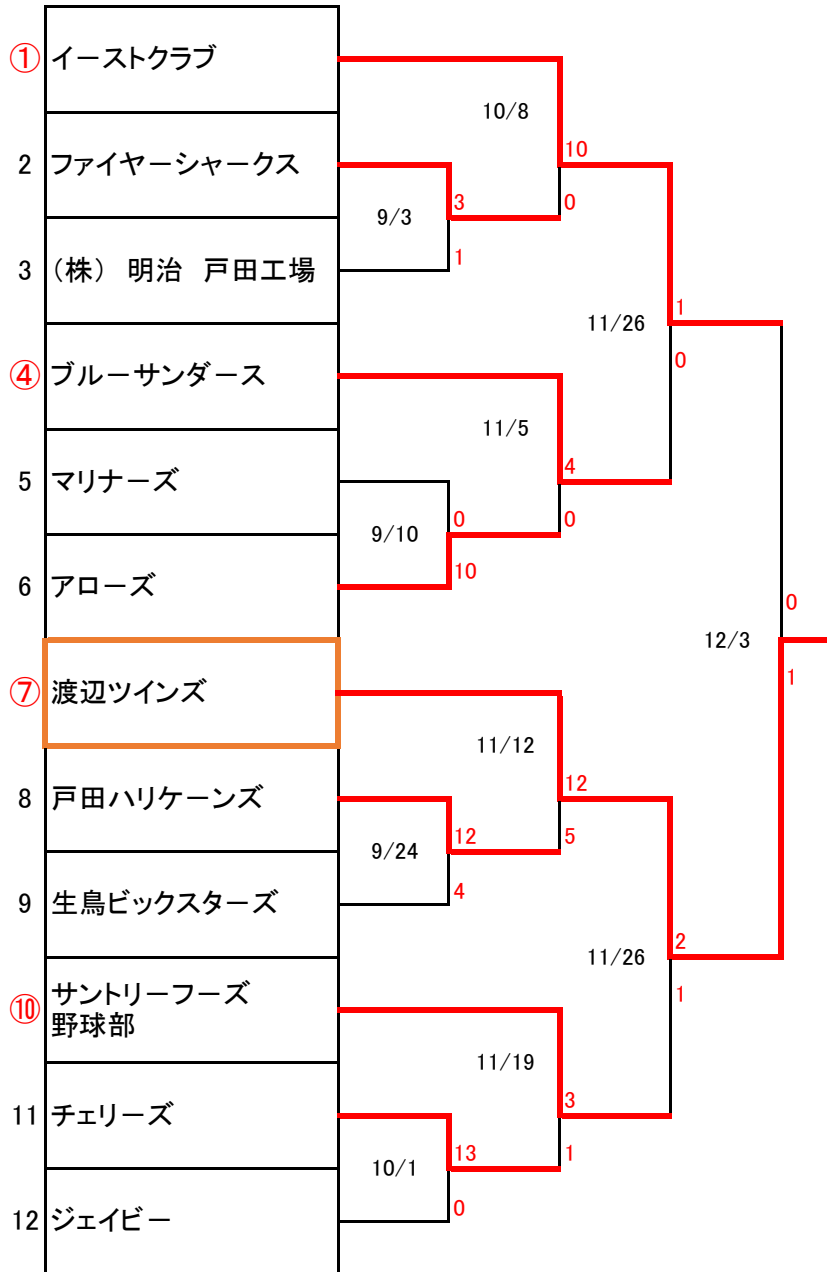 ① イーストクラブ
10/8
10
2 ファイヤーシャークス
3
0
9/3
3 (株) 明治 戸田工場
1
1
11/26
0
④ ブルーサンダース
11/5
4
5 マリナーズ
0
0
9/10
10
6 アローズ
0
12/3
1
⑦ 渡辺ツインズ
11/12
12
8 戸田ハリケーンズ
12
5
9/24
4
9 生鳥ビックスターズ
2
11/26
1
⑩ サントリーフーズ
野球部
11/19
3
11 チェリーズ
13
1
10/1
0
12 ジェイビー